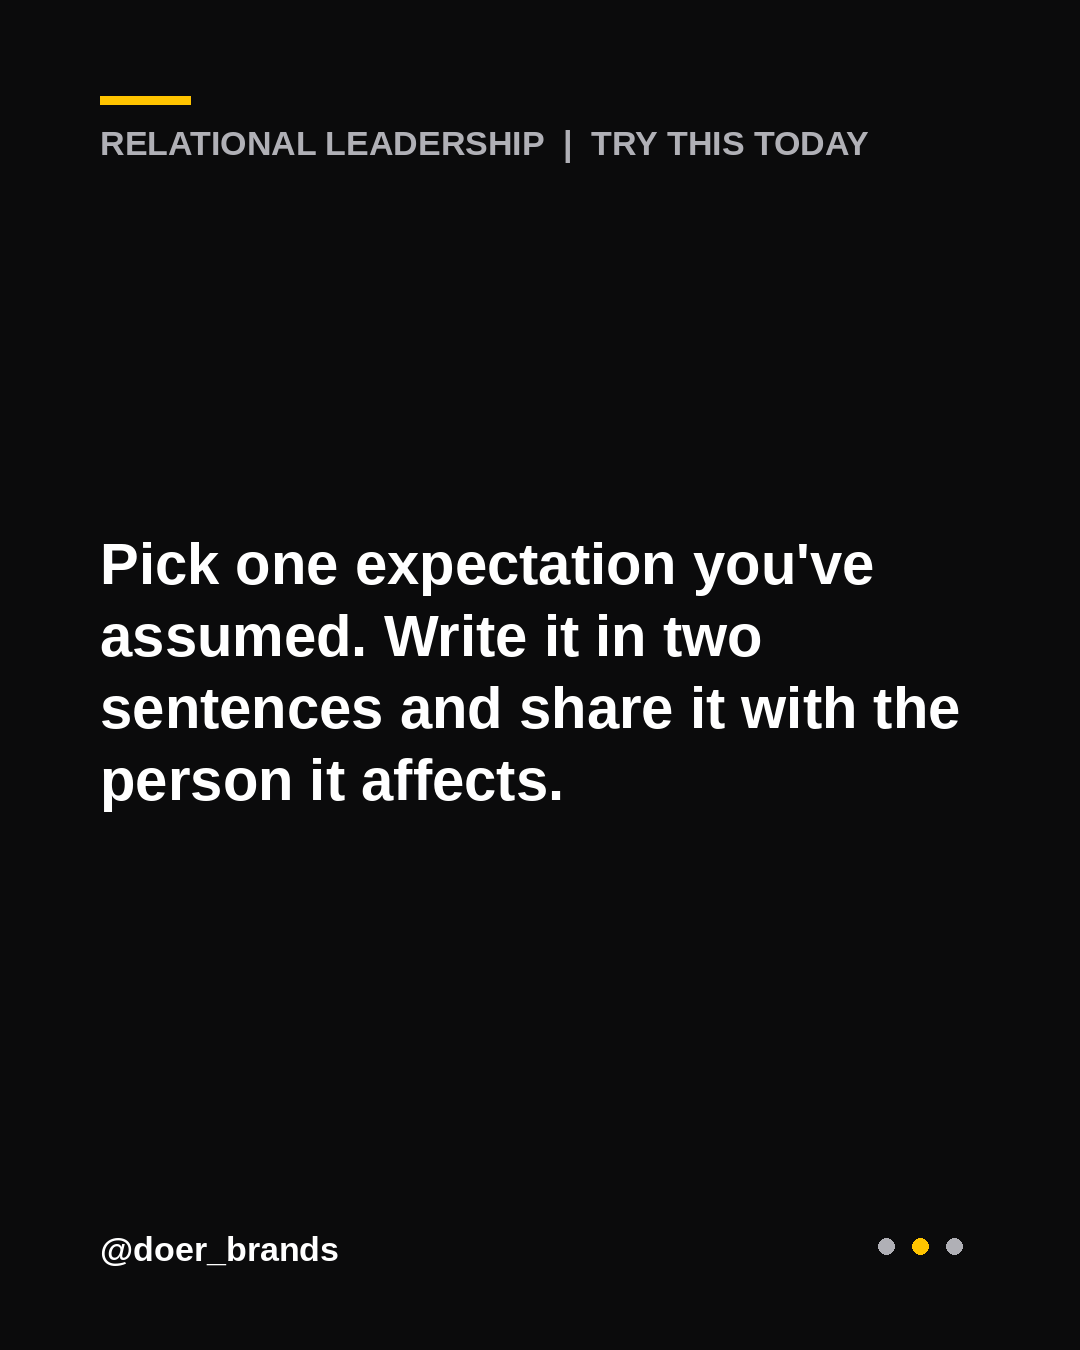 RELATIONAL LEADERSHIP | TRY THIS TODAY
Pick one expectation you've
assumed. Write it in two
sentences and share it with the
person it affects.
@doer_brands